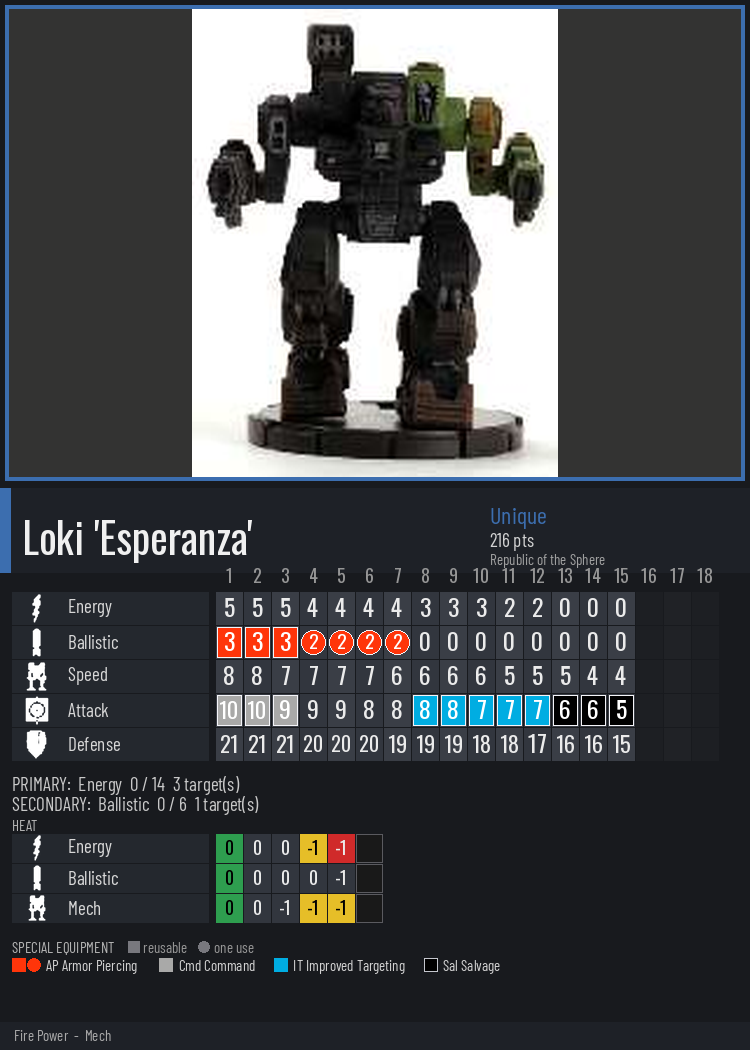 Loki 'Esperanza'
Unique
216 pts
Republic of the Sphere
1 2 3 4 5 6 7 8 9 10 11 12 13 14 15 16 17 18
Energy 5 5 5 4 4 4 4 3 3 3 2 2 0 0 0
Ballistic 3 3 3 2 2 2 2 0 0 0 0 0 0 0 0
Speed 8 8 7 7 7 7 6 6 6 6 5 5 5 4 4
Attack 10 10 9 9 9 8 8 8 8 7 7 7 6 6 5
Defense 21 21 21 20 20 20 19 19 19 18 18 17 16 16 15
PRIMARY: Energy 0 / 14 3 target(s)
SECONDARY: Ballistic 0 / 6 1 target(s)
HEAT
Energy 0 0 0 -1 -1
Ballistic 0 0 0 0 -1
Mech 0 0 -1 -1 -1
SPECIAL EQUIPMENT reusable one use
AP Armor Piercing Cmd Command IT Improved Targeting Sal Salvage
Fire Power - Mech